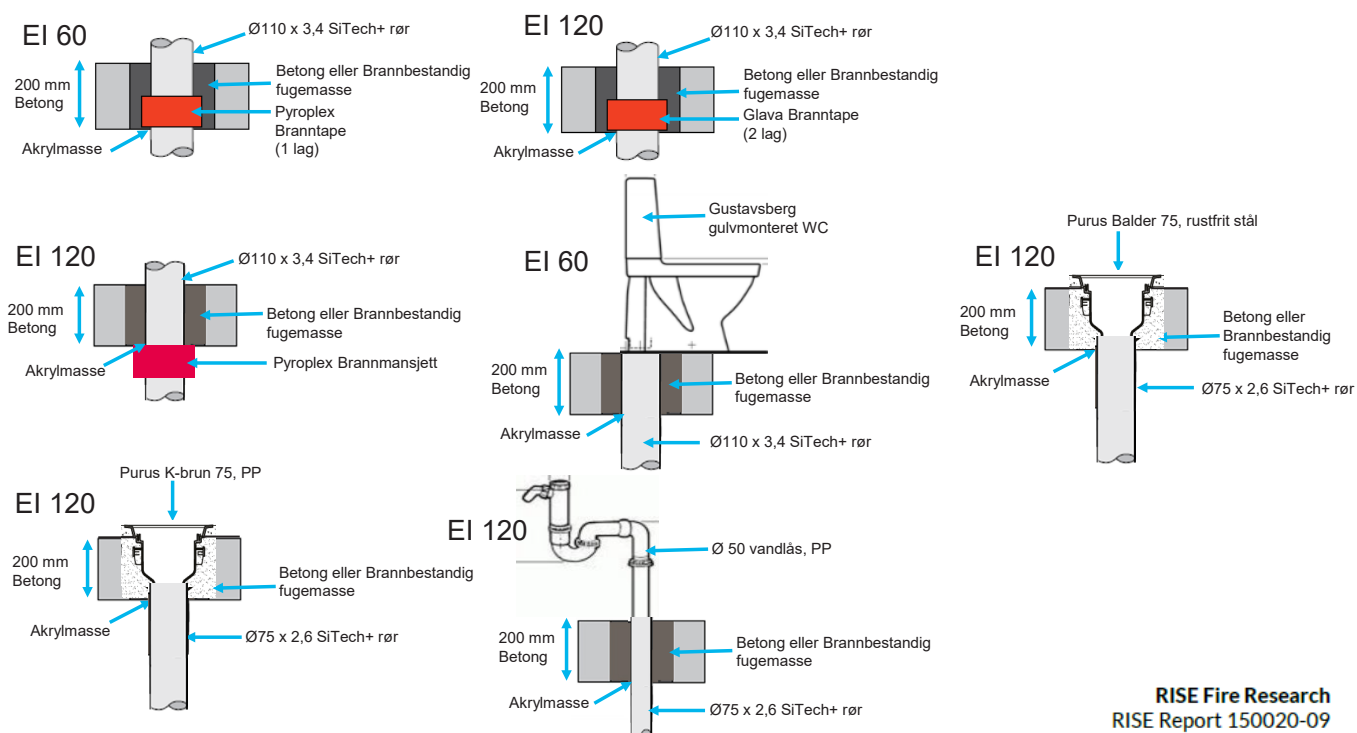 EI 60
Ø110 x 3,4 SiTech+ rør
200 mm
Betong
Betong eller Brannbestandig
fugemasse
Pyroplex
Branntape
(1 lag)
Akrylmasse
EI 120
Ø110 x 3,4 SiTech+ rør
200 mm
Betong
Betong eller Brannbestandig
fugemasse
Glava Branntape
(2 lag)
Akrylmasse
EI 120
Ø110 x 3,4 SiTech+ rør
200 mm
Betong
Betong eller Brannbestandig
fugemasse
Akrylmasse
Pyroplex Brannmansjett
Gustavsberg
gulvmonteret WC
EI 60
200 mm
Betong
Betong eller Brannbestandig
fugemasse
Akrylmasse
Ø110 x 3,4 SiTech+ rør
Purus Balder 75, rustfrit stål
EI 120
200 mm
Betong
Betong eller
Brannbestandig
fugemasse
Akrylmasse
Ø75 x 2,6 SiTech+ rør
Purus K-brun 75, PP
EI 120
200 mm
Betong
Betong eller Brannbestandig
fugemasse
Akrylmasse
Ø75 x 2,6 SiTech+ rør
EI 120
Ø 50 vandlås, PP
200 mm
Betong
Betong eller Brannbestandig
fugemasse
Akrylmasse
Ø75 x 2,6 SiTech+ rør
RISE Fire Research
RISE Report 150020-09